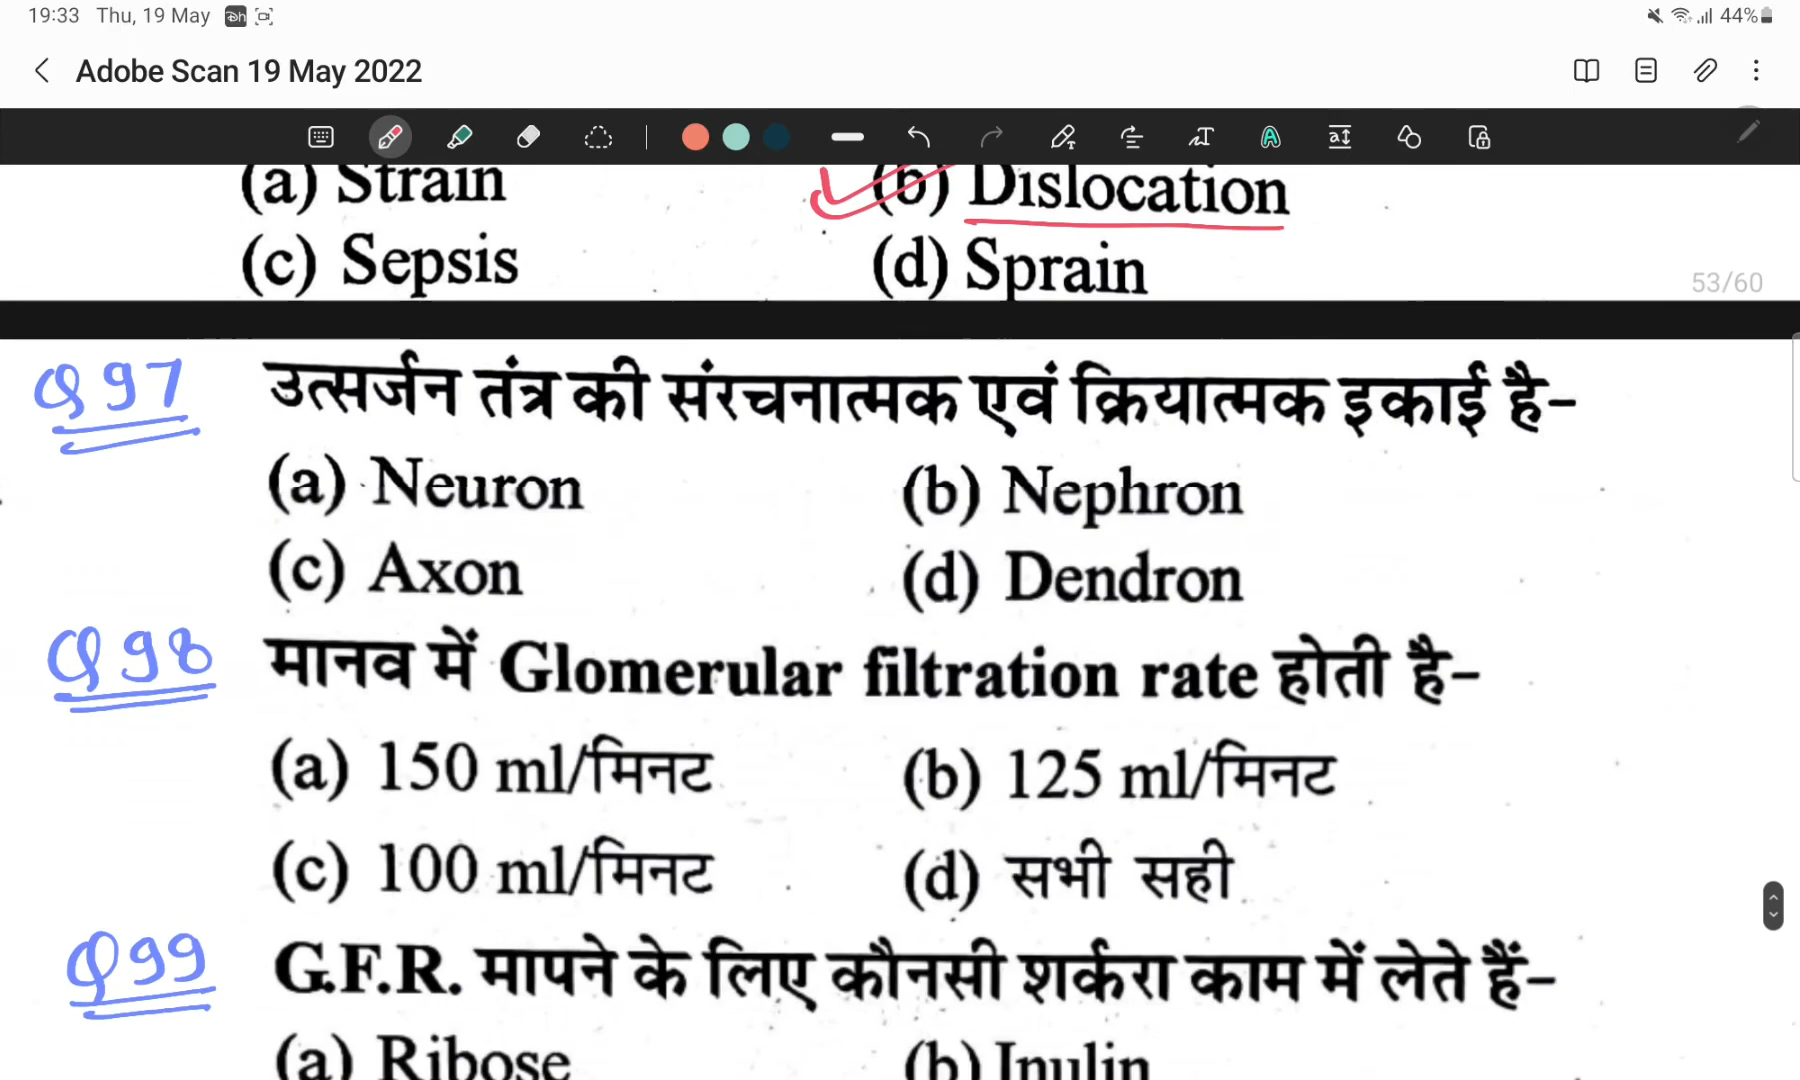 19:33 Thu, 19 May 44%
Adobe Scan 19 May 2022
(a) Strain (b) Dislocation
(c) Sepsis (d) Sprain
53/60
Q 97 उत्सर्जन तंत्र की संरचनात्मक एवं क्रियात्मक इकाई है-
(a) Neuron (b) Nephron
(c) Axon (d) Dendron
Q 98 मानव में Glomerular filtration rate होती है-
(a) 150 ml/मिनट (b) 125 ml/मिनट
(c) 100 ml/मिनट (d) सभी सही
Q 99 G.F.R. मापने के लिए कौनसी शर्करा काम में लेते हैं-
(a) Ribose (b) Inulin